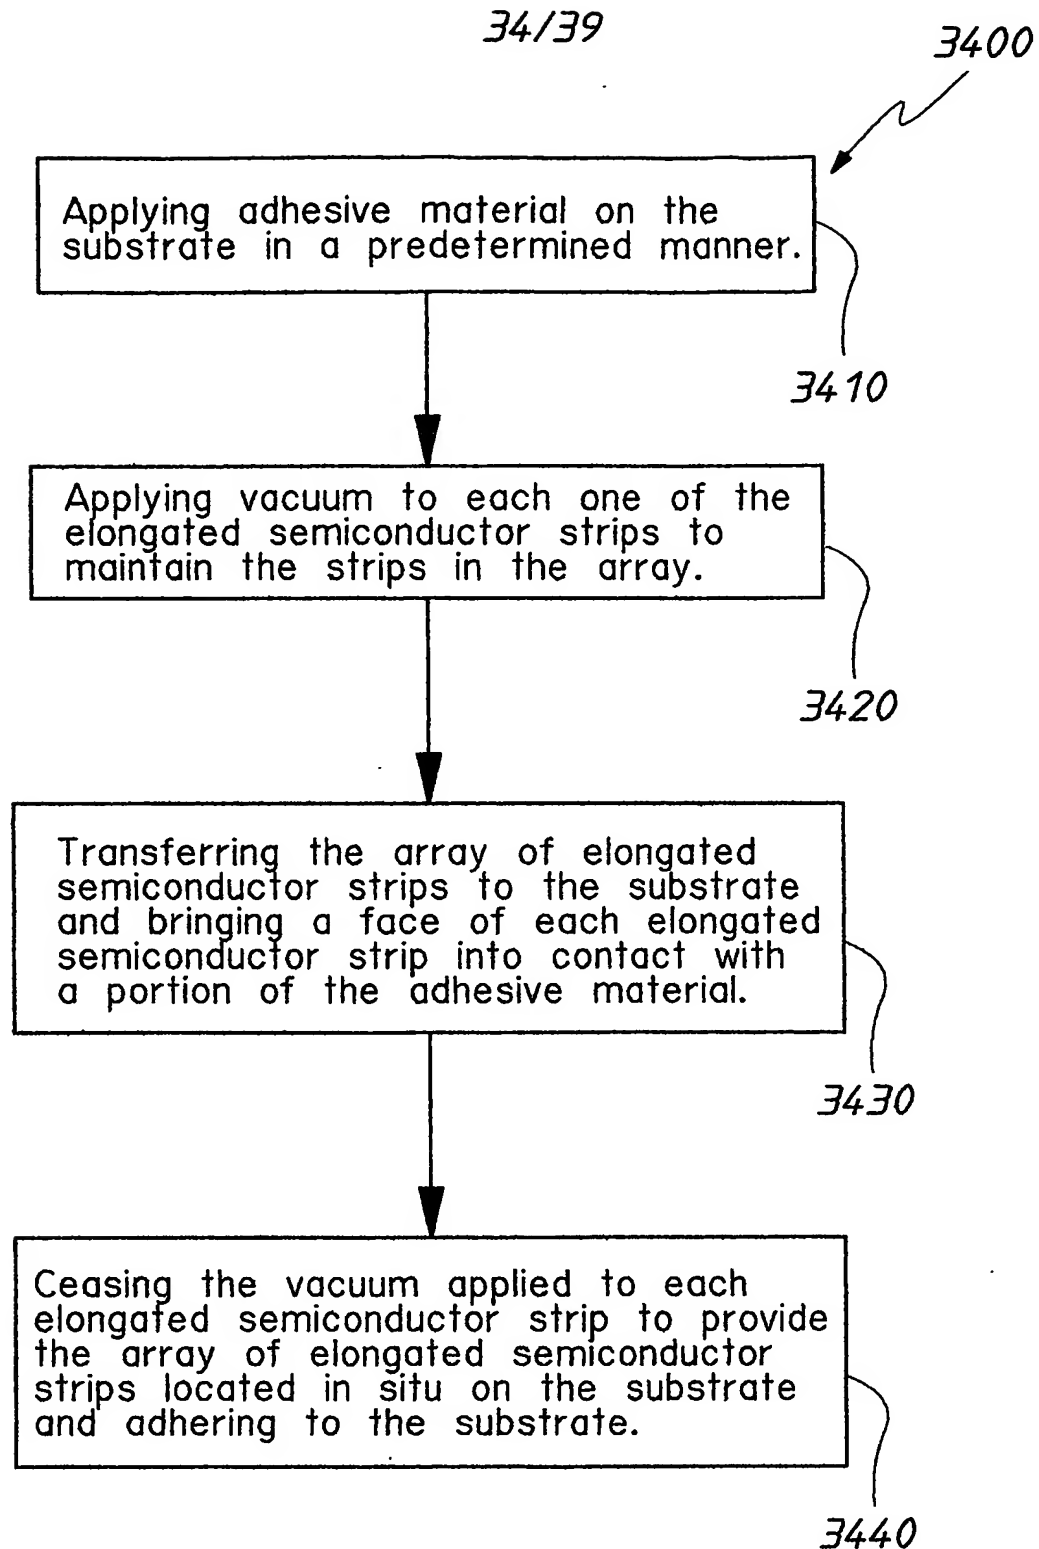 34/39
3400
Applying adhesive material on the
substrate in a predetermined manner.
3410
Applying vacuum to each one of the
elongated semiconductor strips to
maintain the strips in the array.
3420
Transferring the array of elongated
semiconductor strips to the substrate
and bringing a face of each elongated
semiconductor strip into contact with
a portion of the adhesive material.
3430
Ceasing the vacuum applied to each
elongated semiconductor strip to provide
the array of elongated semiconductor
strips located in situ on the substrate
and adhering to the substrate.
3440